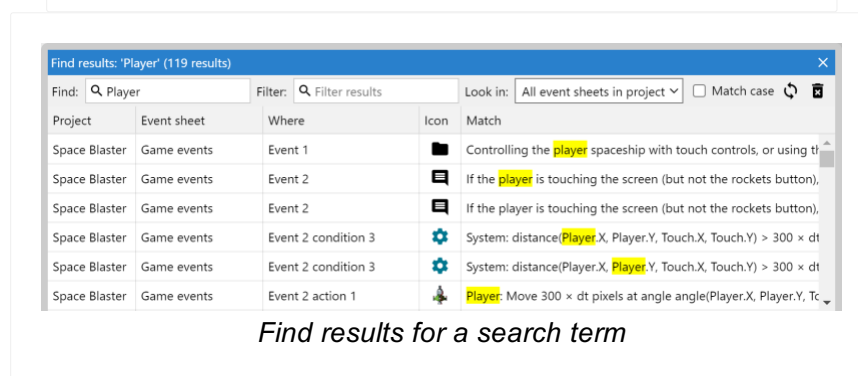 Find results: 'Player' (119 results)
Find: Player Filter: Filter results Look in: All event sheets in project Match case
Project Event sheet Where Icon Match
Space Blaster Game events Event 1 Controlling the player spaceship with touch controls, or using
Space Blaster Game events Event 2 If the player is touching the screen (but not the rockets button),
Space Blaster Game events Event 2 If the player is touching the screen (but not the rockets button),
Space Blaster Game events Event 2 condition 3 System: distance(Player.X, Player.Y, Touch.X, Touch.Y) > 300 × dt
Space Blaster Game events Event 2 condition 3 System: distance(Player.X, Player.Y, Touch.X, Touch.Y) > 300 × dt
Space Blaster Game events Event 2 action 1 Player: Move 300 × dt pixels at angle angle(Player.X, Player.Y,
Find results for a search term